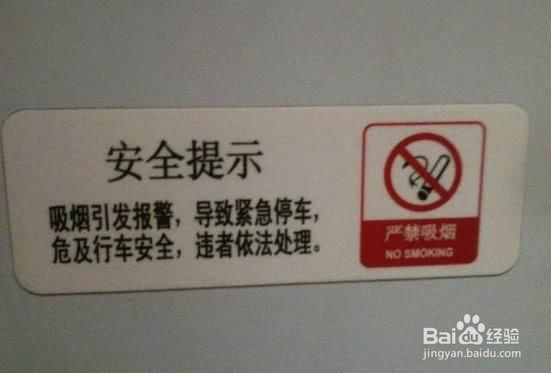 安全提示
吸烟引发报警，导致紧急停车，
危及行车安全，违者依法处理。
严禁吸烟
NO SMOKING
Baidu经验
jingyan.baidu.com